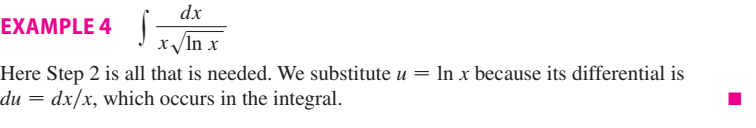 EXAMPLE 4 ∫ dx / (x√ln x)
Here Step 2 is all that is needed. We substitute u = ln x because its differential is
du = dx/x, which occurs in the integral.